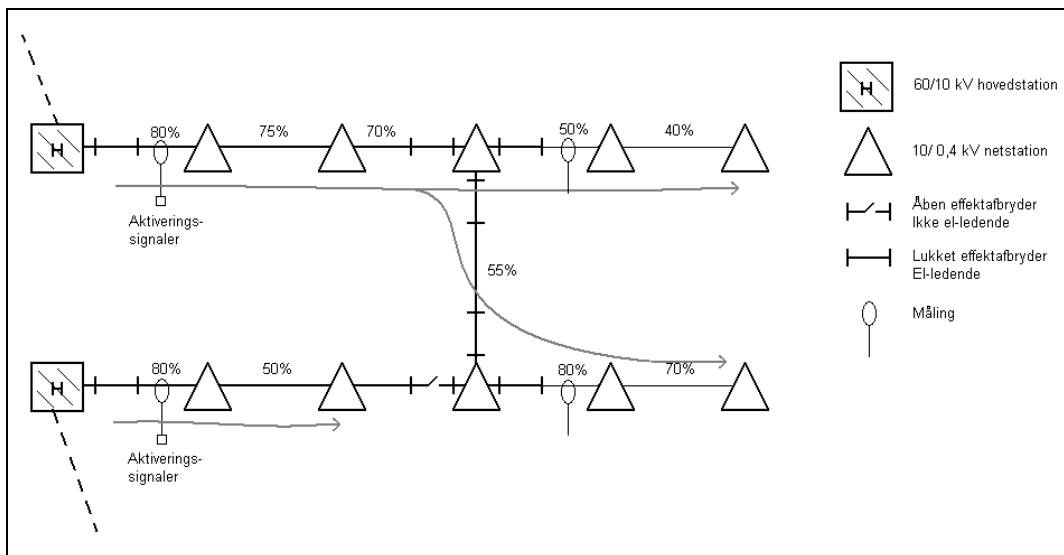 80%
75%
70%
50%
40%
H
Aktiverings-
signaler
55%
80%
50%
80%
70%
H
Aktiverings-
signaler
H
60/10 kV hovedstation
10/ 0,4 kV netstation
Åben effektafbryder
Ikke el-ledende
Lukket effektafbryder
El-ledende
Måling